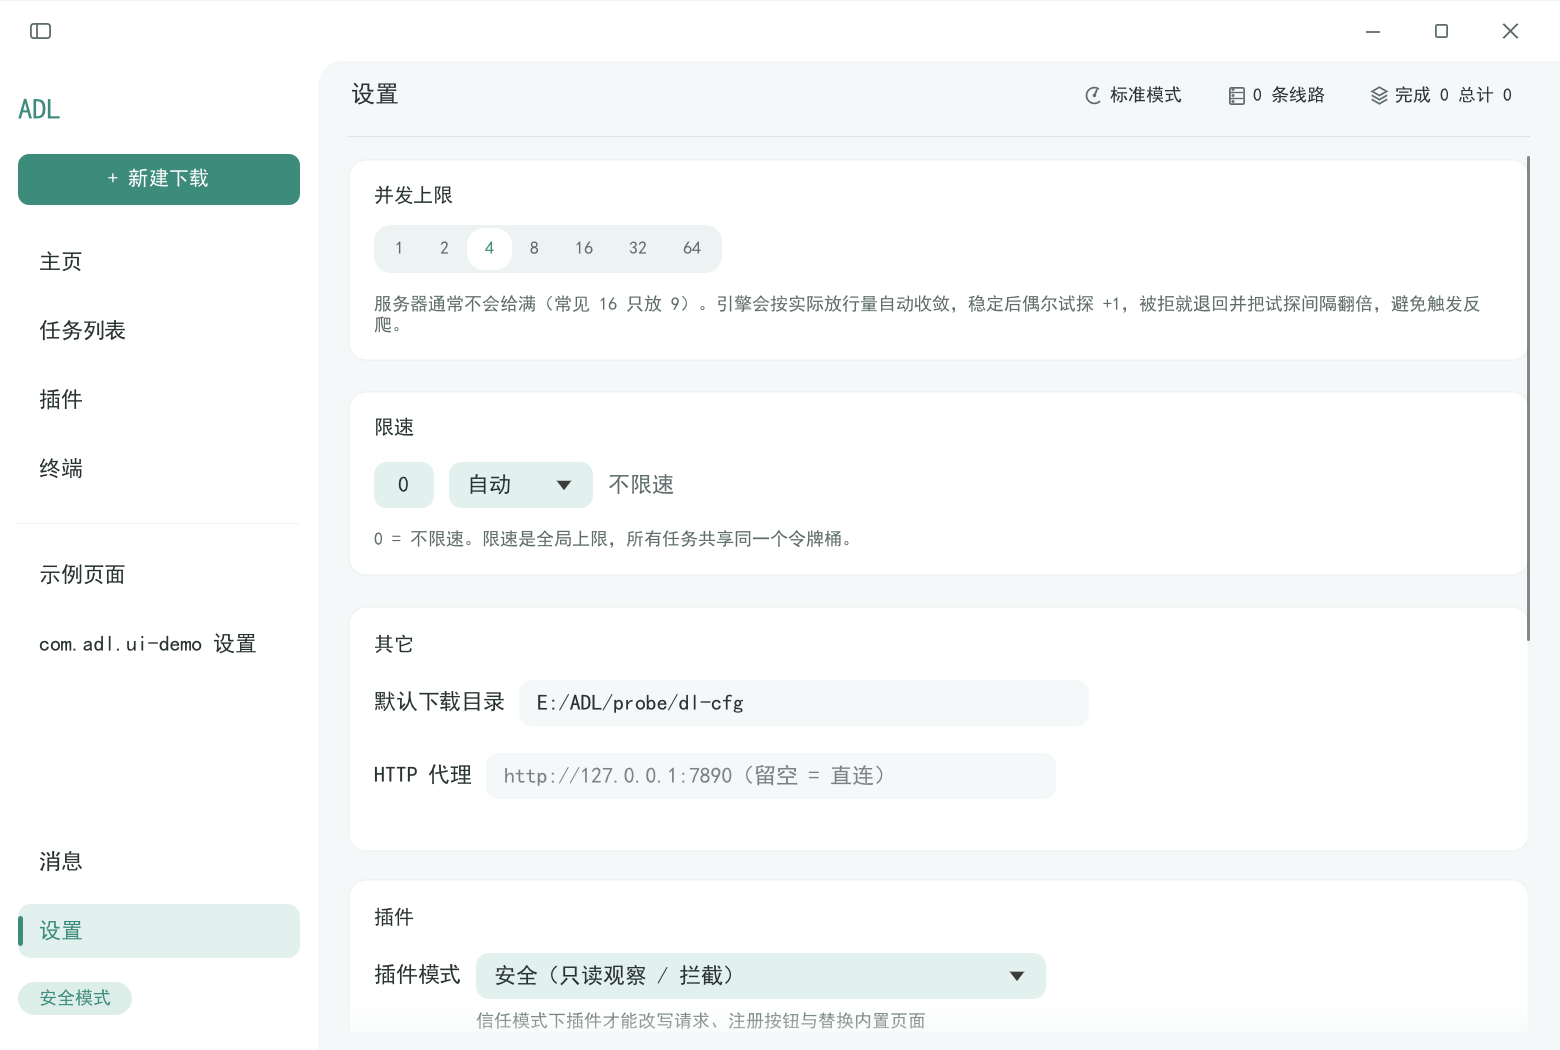 ADL
+ 新建下载
主页
任务列表
插件
终端
示例页面
com.adl.ui-demo 设置
消息
设置
安全模式
设置
标准模式
0 条线路
完成 0 总计 0
并发上限
1 2 4 8 16 32 64
服务器通常不会给满（常见 16 只放 9）。引擎会按实际放行量自动收敛，稳定后偶尔试探 +1，被拒就退回并把试探间隔翻倍，避免触发反
爬。
限速
0 自动 不限速
0 = 不限速。限速是全局上限，所有任务共享同一个令牌桶。
其它
默认下载目录 E:/ADL/probe/dl-cfg
HTTP 代理 http://127.0.0.1:7890（留空 = 直连）
插件
插件模式 安全（只读观察 / 拦截）
信任模式下插件才能改写请求、注册按钮与替换内置页面